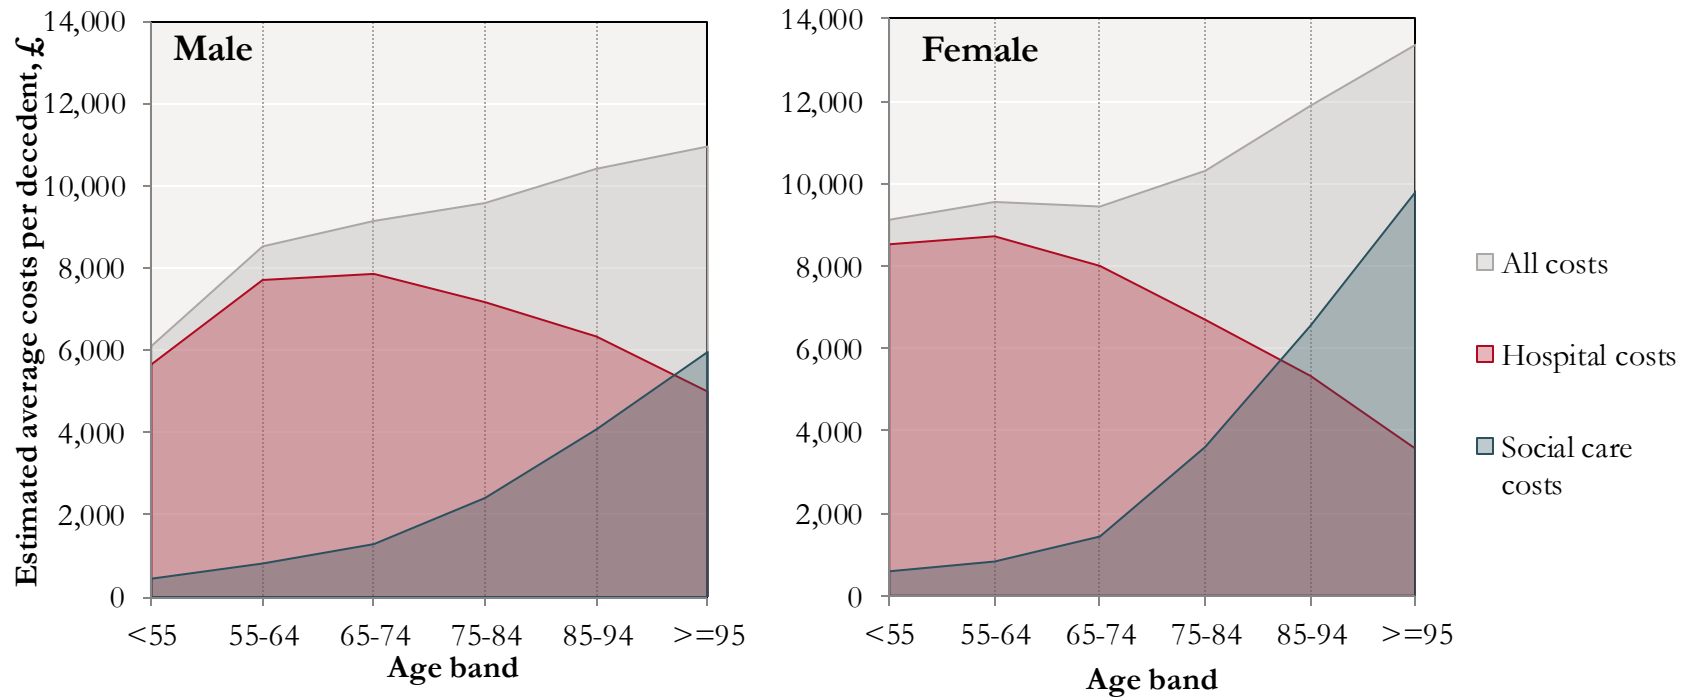 Estimated average costs per decedent, £
Male
14,000
12,000
10,000
8,000
6,000
4,000
2,000
0
<55 55-64 65-74 75-84 85-94 >=95
Age band
Female
14,000
12,000
10,000
8,000
6,000
4,000
2,000
0
<55 55-64 65-74 75-84 85-94 >=95
Age band
All costs
Hospital costs
Social care
costs